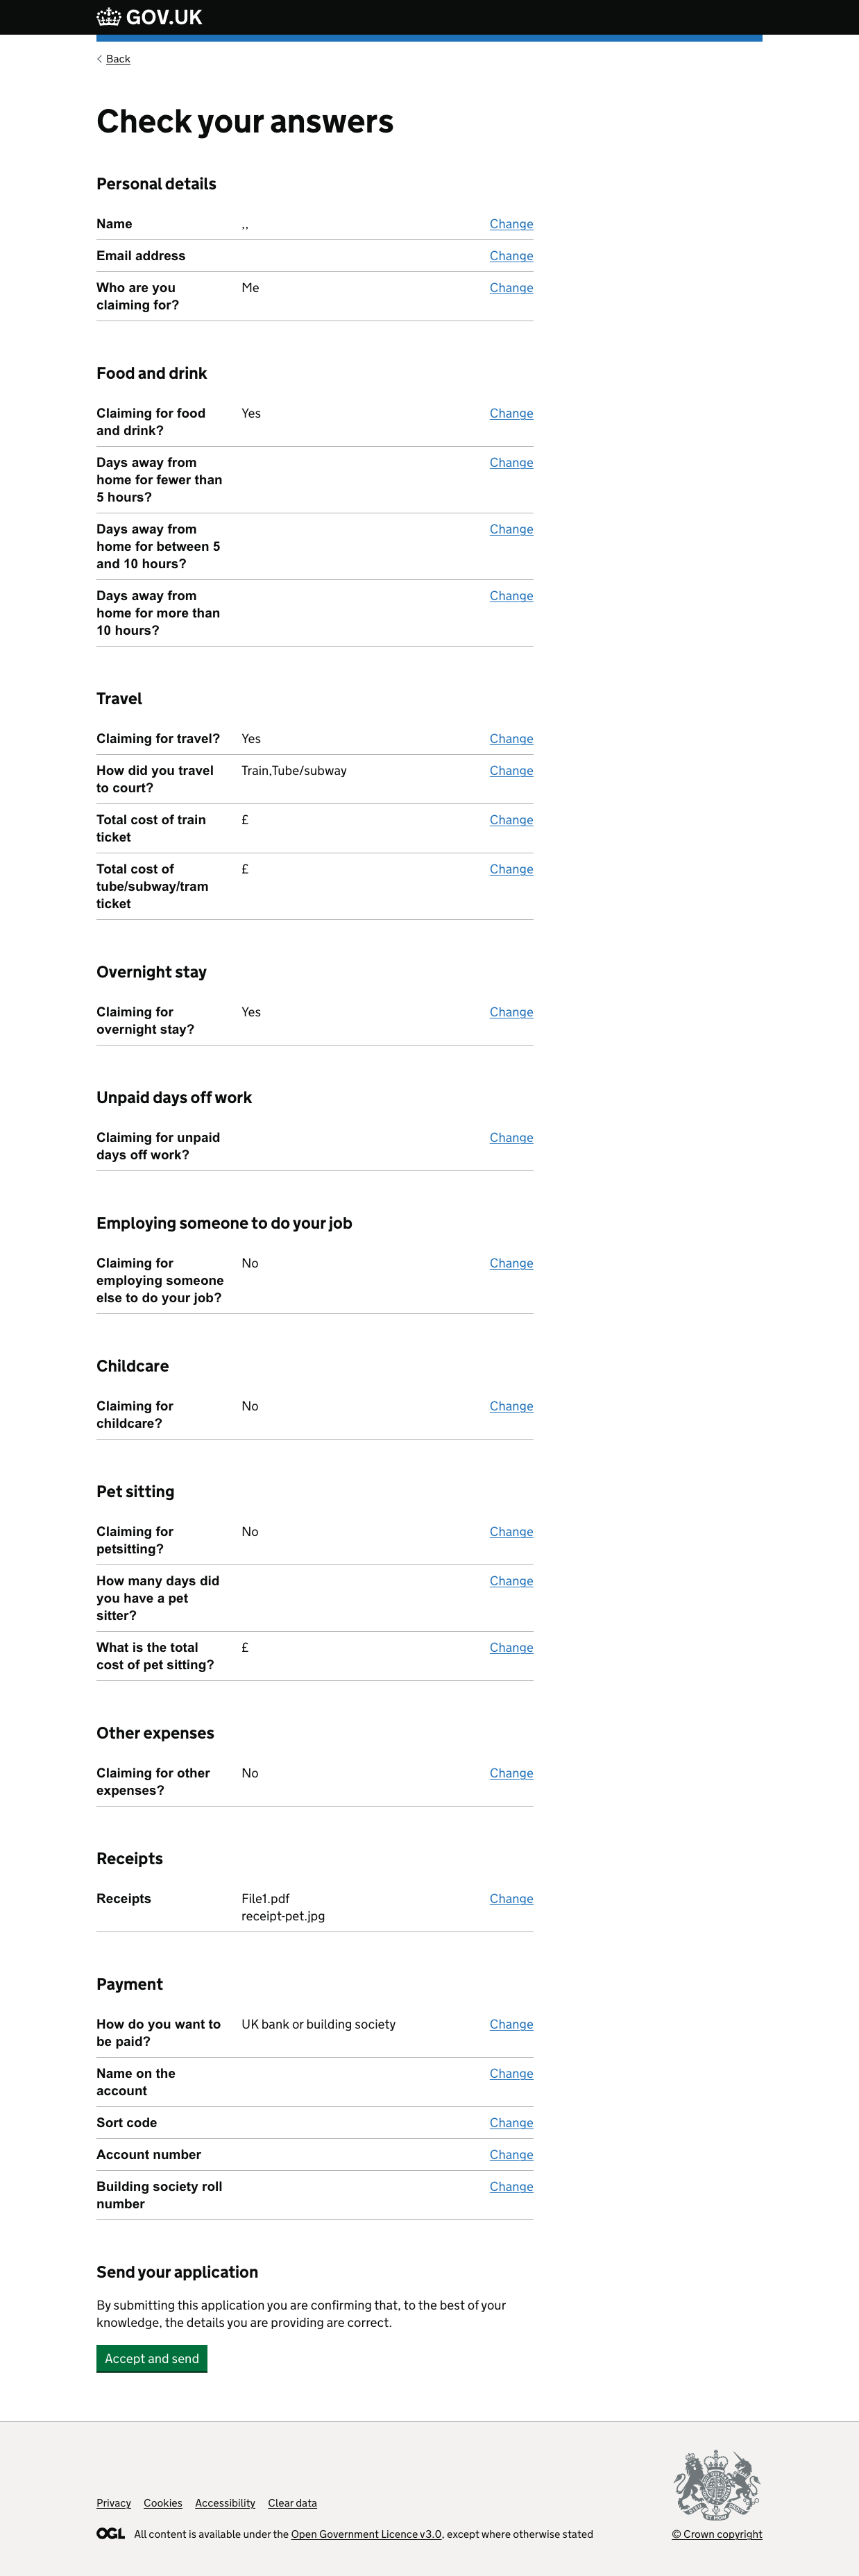 GOV.UK
Back
Check your answers
Personal details
Name ,, Change
Email address Change
Who are you Me Change
claiming for?
Food and drink
Claiming for food Yes Change
and drink?
Days away from Change
home for fewer than
5 hours?
Days away from Change
home for between 5
and 10 hours?
Days away from Change
home for more than
10 hours?
Travel
Claiming for travel? Yes Change
How did you travel Train,Tube/subway Change
to court?
Total cost of train £ Change
ticket
Total cost of £ Change
tube/subway/tram
ticket
Overnight stay
Claiming for Yes Change
overnight stay?
Unpaid days off work
Claiming for unpaid Change
days off work?
Employing someone to do your job
Claiming for No Change
employing someone
else to do your job?
Childcare
Claiming for No Change
childcare?
Pet sitting
Claiming for No Change
petsitting?
How many days did Change
you have a pet
sitter?
What is the total £ Change
cost of pet sitting?
Other expenses
Claiming for other No Change
expenses?
Receipts
Receipts File1.pdf Change
receipt-pet.jpg
Payment
How do you want to UK bank or building society Change
be paid?
Name on the Change
account
Sort code Change
Account number Change
Building society roll Change
number
Send your application
By submitting this application you are confirming that, to the best of your
knowledge, the details you are providing are correct.
Accept and send
Privacy Cookies Accessibility Clear data
OGL All content is available under the Open Government Licence v3.0, except where otherwise stated © Crown copyright